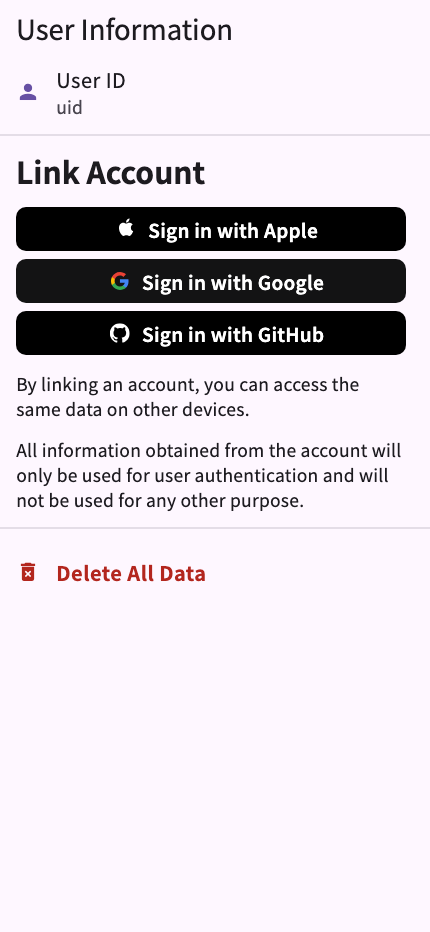 User Information
User ID
uid
Link Account
Sign in with Apple
Sign in with Google
Sign in with GitHub
By linking an account, you can access the
same data on other devices.
All information obtained from the account will
only be used for user authentication and will
not be used for any other purpose.
Delete All Data